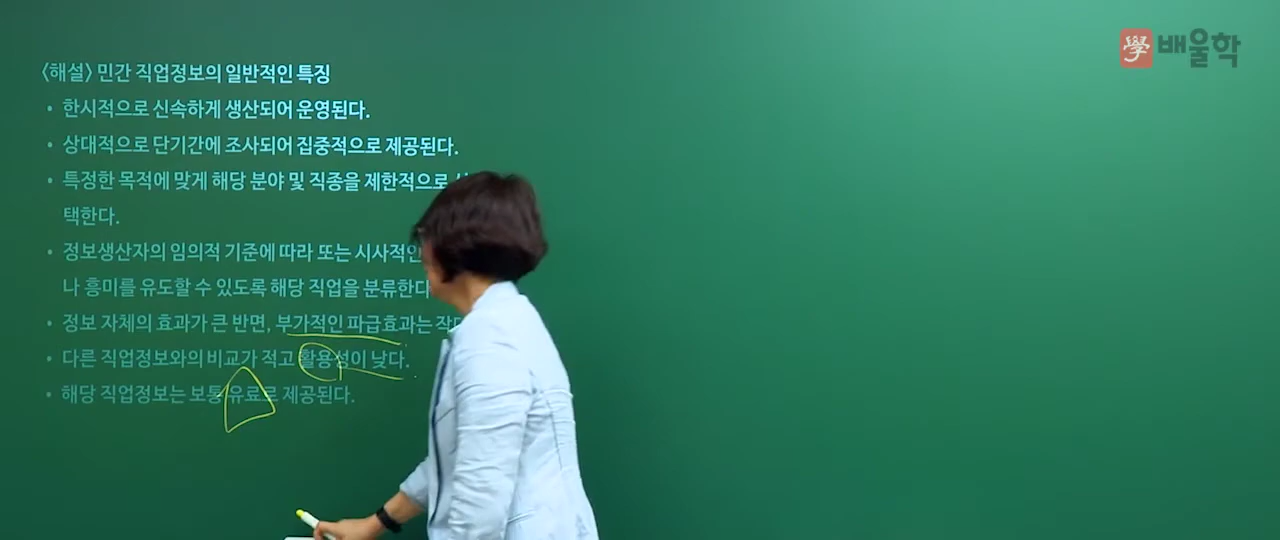 學 배울학
〈해설〉 민간 직업정보의 일반적인 특징
• 한시적으로 신속하게 생산되어 운영된다.
• 상대적으로 단기간에 조사되어 집중적으로 제공된다.
• 특정한 목적에 맞게 해당 분야 및 직종을 제한적으로
택한다.
• 정보생산자의 임의적 기준에 따라 또는 시사적인
나 흥미를 유도할 수 있도록 해당 직업을 분류한다
• 정보 자체의 효과가 큰 반면, 부가적인 파급효과는
• 다른 직업정보와의 비교가 적고 활용성이 낮다.
• 해당 직업정보는 보통 유료로 제공된다.